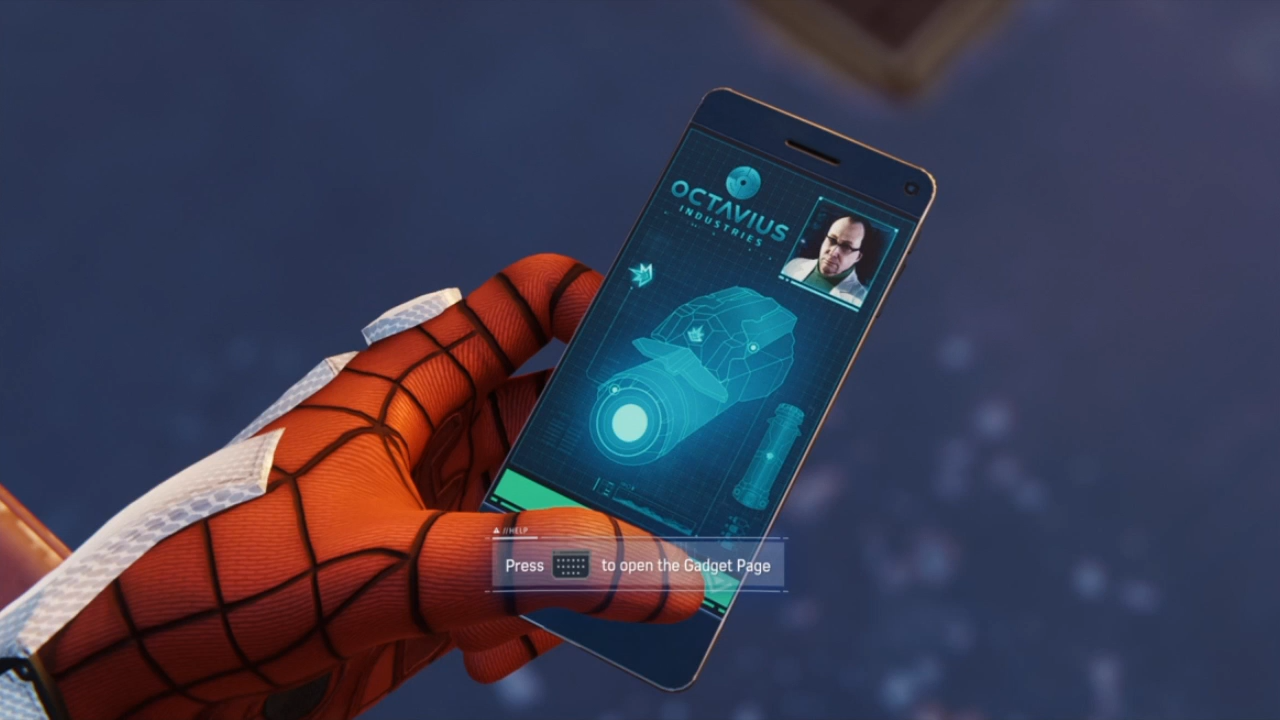 OCTAVIUS
INDUSTRIES
//HELP
Press to open the Gadget Page